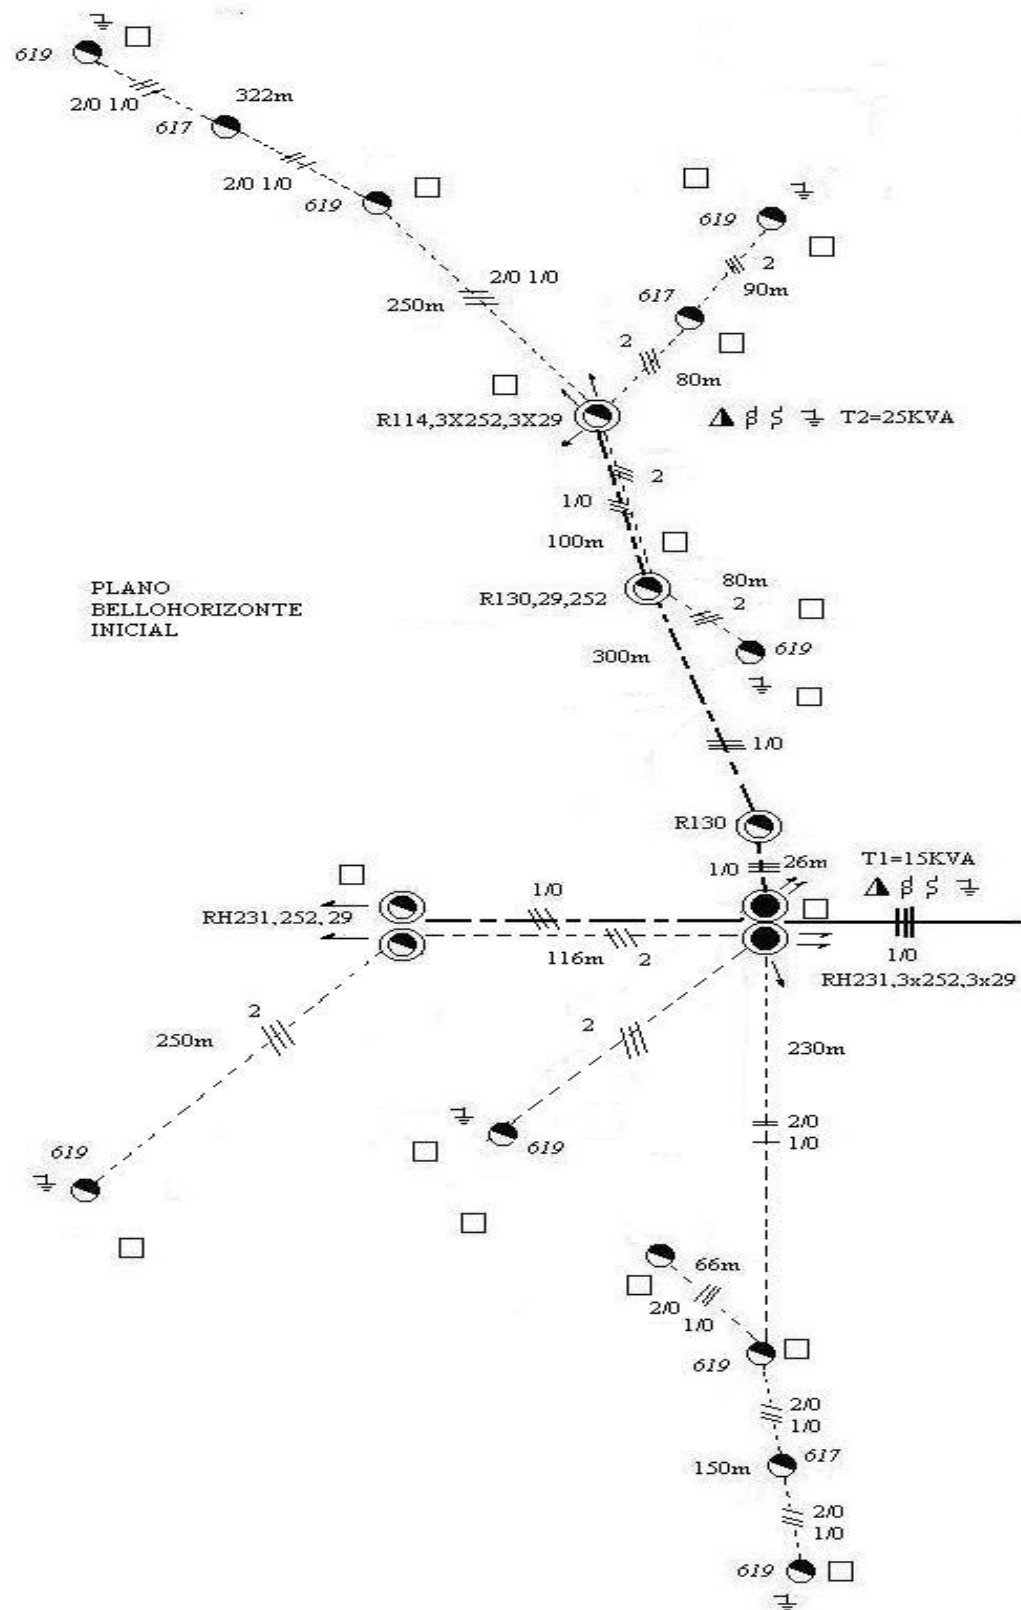 619
2/0 1/0
322m
617
2/0 1/0
619
619
2
90m
617
2/0 1/0
250m
2
80m
R114,3X252,3X29
T2=25KVA
2
1/0
100m
80m
2
PLANO
BELLOHORIZONTE
INICIAL
R130,29,252
619
300m
1/0
R130
1/0
26m
T1=15KVA
1/0
RH231,252,29
116m
2
1/0
RH231,3x252,3x29
2
250m
2
230m
2/0
1/0
619
619
66m
2/0
1/0
619
2/0
1/0
617
150m
2/0
1/0
619